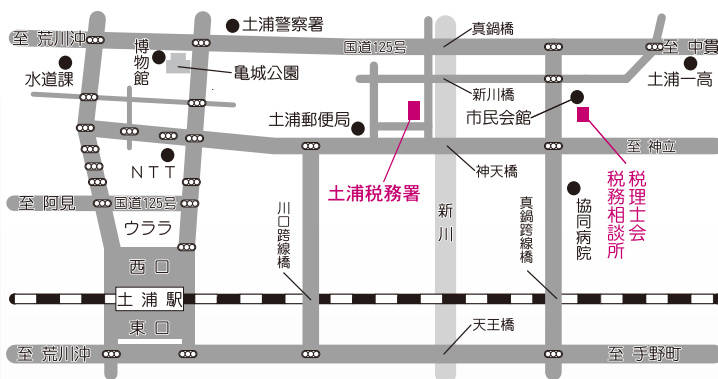 土浦警察署
真鍋橋
至 荒川沖
博物館
国道125号
至 中貫
水道課
亀城公園
土浦一高
新川橋
土浦郵便局
市民会館
至 神立
NTT
神天橋
土浦税務署
税理士会
税務相談所
協同病院
至 阿見
国道125号
川口跨線橋
新川
真鍋跨線橋
ウララ
西 口
土 浦 駅
東 口
天王橋
至 荒川沖
至 手野町